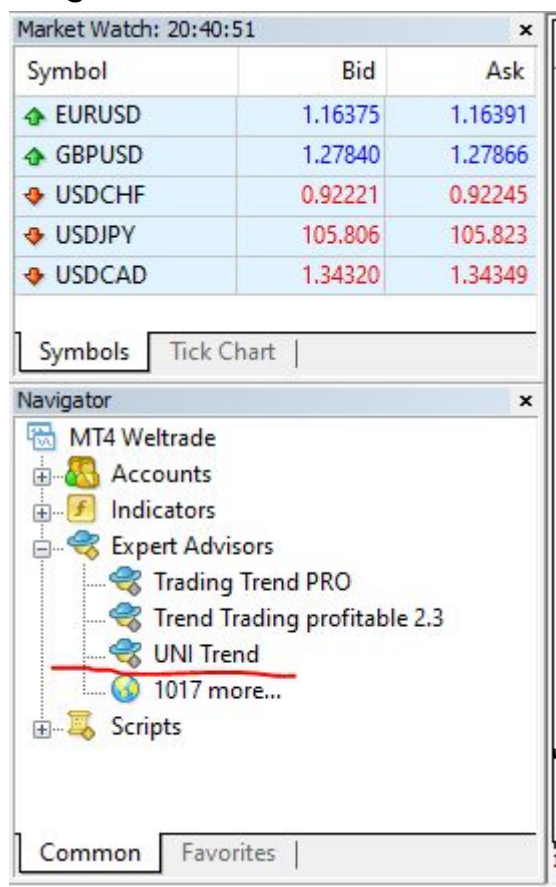 Market Watch: 20:40:51
Symbol Bid Ask
EURUSD 1.16375 1.16391
GBPUSD 1.27840 1.27866
USDCHF 0.92221 0.92245
USDJPY 105.806 105.823
USDCAD 1.34320 1.34349
Symbols Tick Chart
Navigator
MT4 Weltrade
Accounts
Indicators
Expert Advisors
Trading Trend PRO
Trend Trading profitable 2.3
UNI Trend
1017 more...
Scripts
Common Favorites